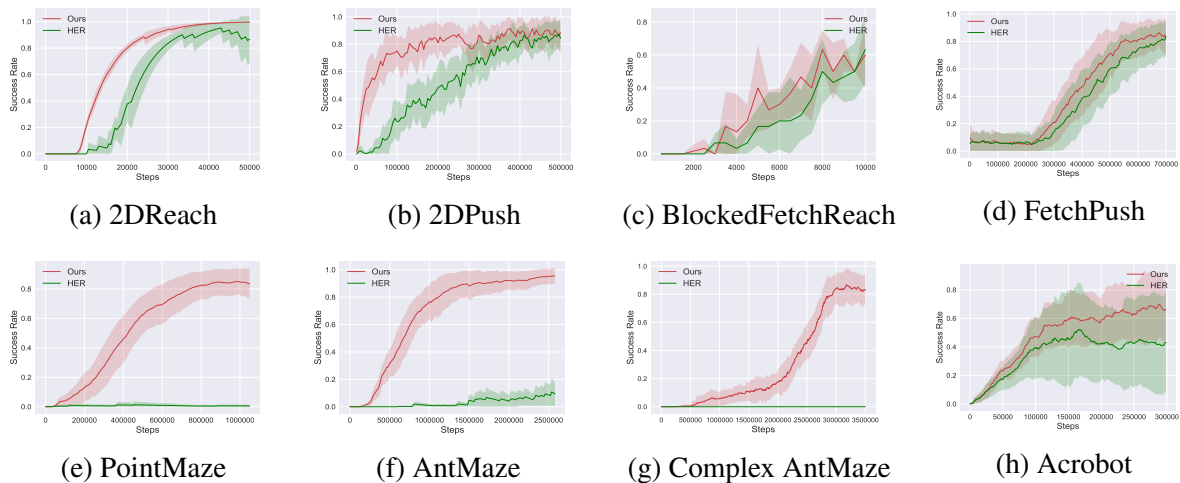 Ours
HER
1.0
0.8
0.6
0.4
0.2
0.0
0 10000 20000 30000 40000 50000
Success Rate
Steps
(a) 2DReach
Ours
HER
1.0
0.8
0.6
0.4
0.2
0.0
0 100000 200000 300000 400000 500000
Success Rate
Steps
(b) 2DPush
Ours
HER
0.8
0.6
0.4
0.2
0.0
2000 4000 6000 8000 10000
Success Rate
Steps
(c) BlockedFetchReach
Ours
HER
1.0
0.8
0.6
0.4
0.2
0.0
0 100000 200000 300000 400000 500000 600000 700000
Success Rate
Steps
(d) FetchPush
Ours
HER
0.8
0.6
0.4
0.2
0.0
0 200000 400000 600000 800000 1000000
Success Rate
Steps
(e) PointMaze
Ours
HER
1.0
0.8
0.6
0.4
0.2
0.0
0 500000 1000000 1500000 2000000 2500000
Success Rate
Steps
(f) AntMaze
Ours
HER
1.0
0.8
0.6
0.4
0.2
0.0
0 500000 1000000 1500000 2000000 2500000 3000000 3500000
Success Rate
Steps
(g) Complex AntMaze
Ours
HER
0.8
0.6
0.4
0.2
0.0
0 50000 100000 150000 200000 250000 300000
Success Rate
Steps
(h) Acrobot